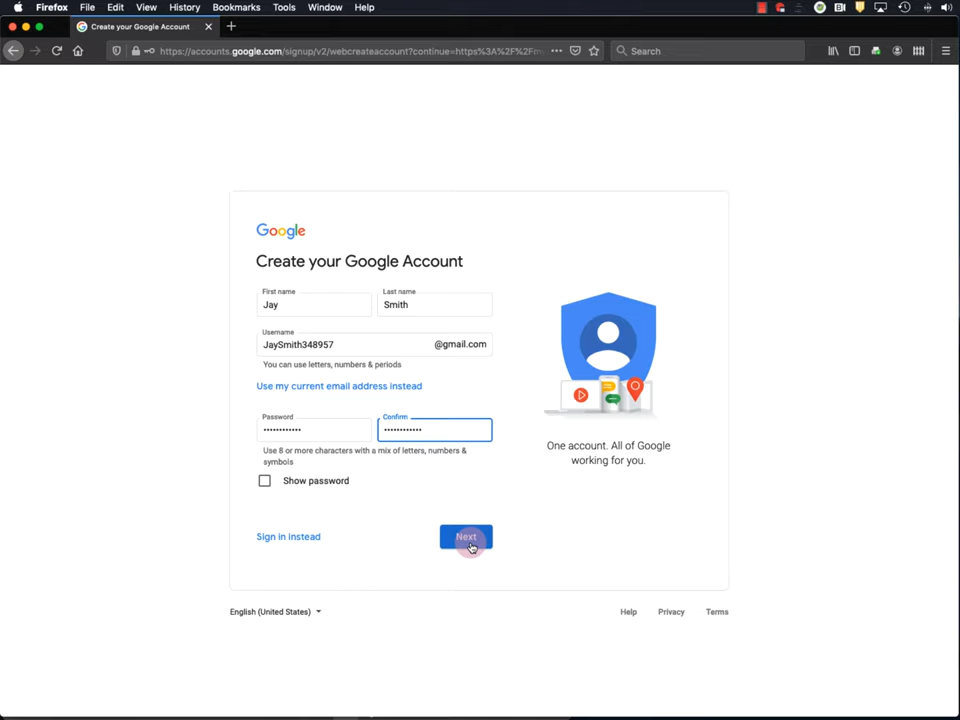 Firefox File Edit View History Bookmarks Tools Window Help
Create your Google Account
https://accounts.google.com/signup/v2/webcreateaccount?continue=https%3A%2F%2Fm
Search
Google
Create your Google Account
First name
Jay
Last name
Smith
Username
JaySmith348957
@gmail.com
You can use letters, numbers & periods
Use my current email address instead
Password
••••••••••••
Confirm
••••••••••••
Use 8 or more characters with a mix of letters, numbers &
symbols
Show password
Sign in instead
Next
One account. All of Google
working for you.
English (United States)
Help Privacy Terms